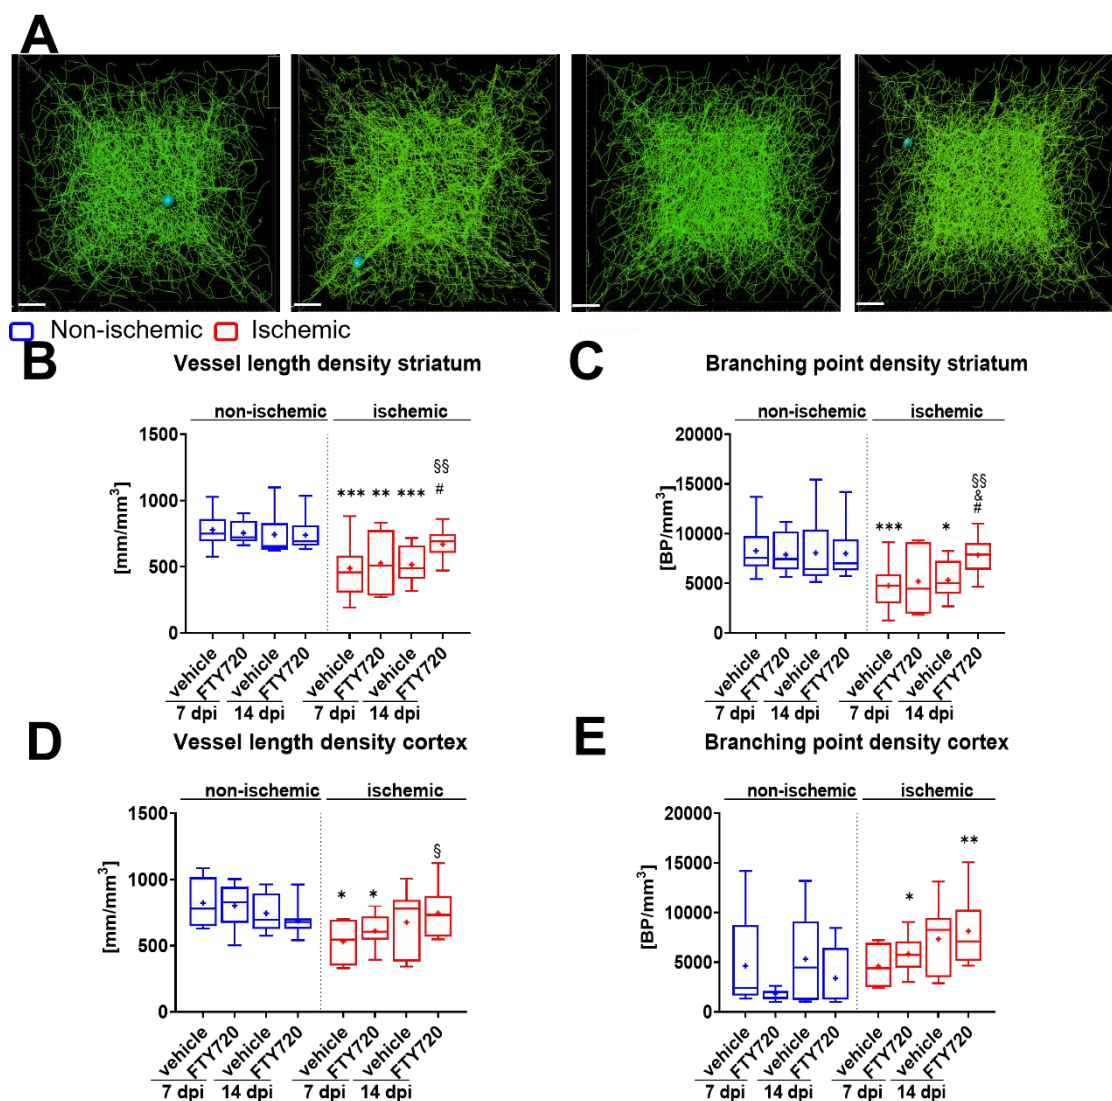 A
Non-ischemic Ischemic
B Vessel length density striatum
non-ischemic ischemic
[mm/mm³]
1500
1000
500
0
*** ** *** §§
#
vehicle FTY720 vehicle FTY720 vehicle FTY720 vehicle FTY720
7 dpi 14 dpi 7 dpi 14 dpi
C Branching point density striatum
non-ischemic ischemic
[BP/mm³]
20000
15000
10000
5000
0
*** * §§
&
#
vehicle FTY720 vehicle FTY720 vehicle FTY720 vehicle FTY720
7 dpi 14 dpi 7 dpi 14 dpi
D Vessel length density cortex
non-ischemic ischemic
[mm/mm³]
1500
1000
500
0
* * §
vehicle FTY720 vehicle FTY720 vehicle FTY720 vehicle FTY720
7 dpi 14 dpi 7 dpi 14 dpi
E Branching point density cortex
non-ischemic ischemic
[BP/mm³]
20000
15000
10000
5000
0
* **
vehicle FTY720 vehicle FTY720 vehicle FTY720 vehicle FTY720
7 dpi 14 dpi 7 dpi 14 dpi